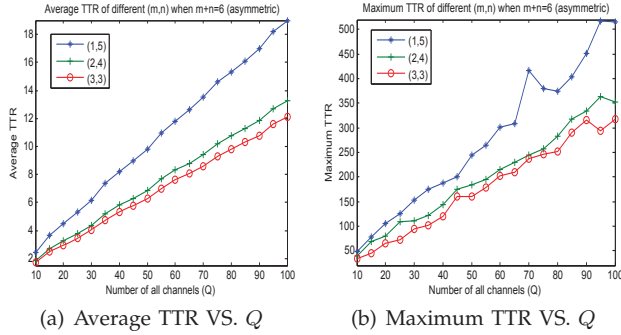 Average TTR of different (m,n) when m+n=6 (asymmetric)
(1,5)
(2,4)
(3,3)
Average TTR
18
16
14
12
10
8
6
4
2
10 20 30 40 50 60 70 80 90 100
Number of all channels (Q)
(a) Average TTR VS. Q
Maximum TTR of different (m,n) when m+n=6 (asymmetric)
(1,5)
(2,4)
(3,3)
Maximum TTR
500
450
400
350
300
250
200
150
100
50
10 20 30 40 50 60 70 80 90 100
Number of all channels (Q)
(b) Maximum TTR VS. Q